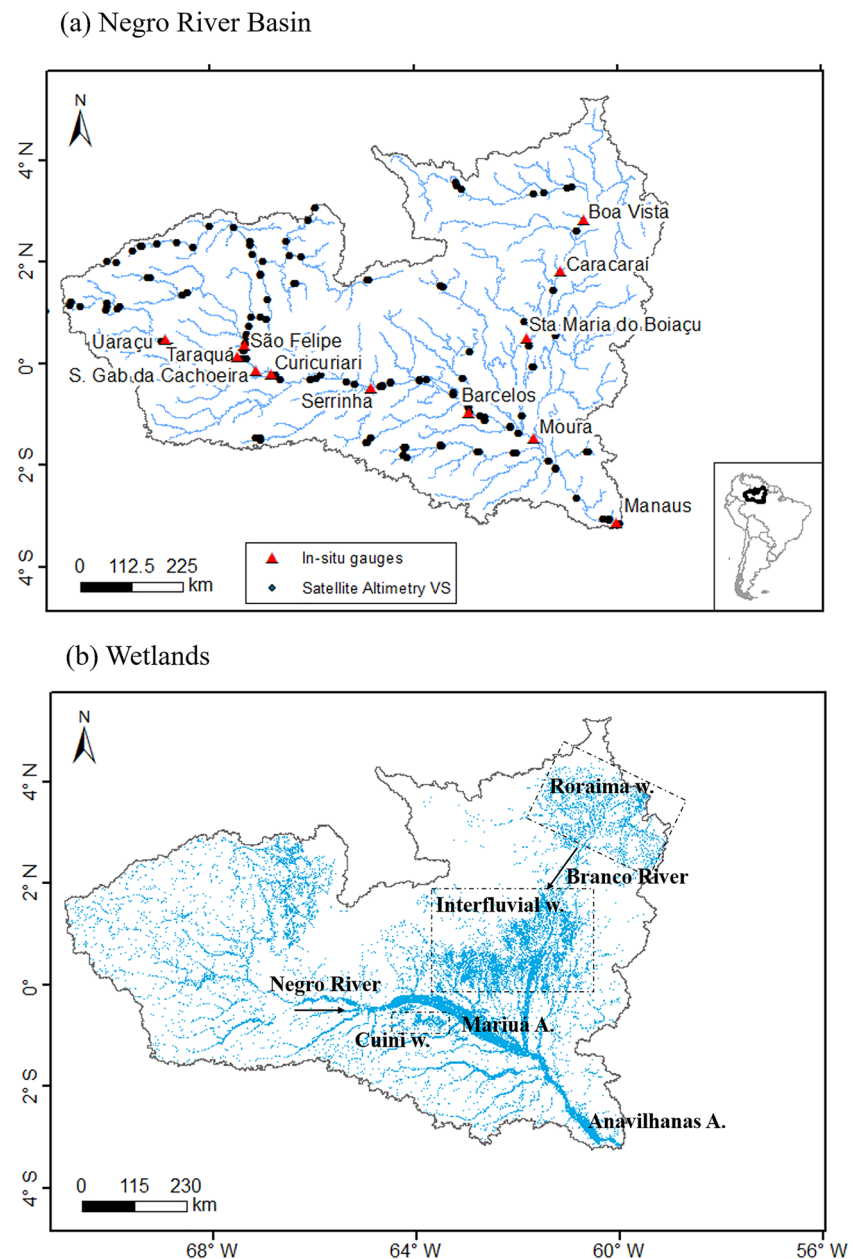 (a) Negro River Basin
N
4° N
2° N
0°
2° S
4° S
Boa Vista
Caracaraí
Sta Maria do Boiaçu
Uaraçu
São Felipe
Taraquá
Curicuriari
S. Gab da Cachoeira
Serrinha
Barcelos
Moura
Manaus
0 112.5 225
km
In-situ gauges
Satellite Altimetry VS
(b) Wetlands
N
4° N
2° N
0°
2° S
4° S
Roraima w.
Branco River
Interfluvial w.
Negro River
Mariuá A.
Cuini w.
Anavilhanas A.
0 115 230
km
68° W
64° W
60° W
56° W